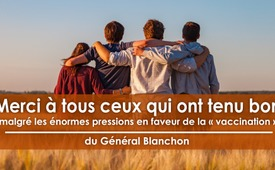 Merci à tous ceux qui ont tenu bon
malgré les énormes pressions en faveur de la « vaccination »
du Général Blanchon